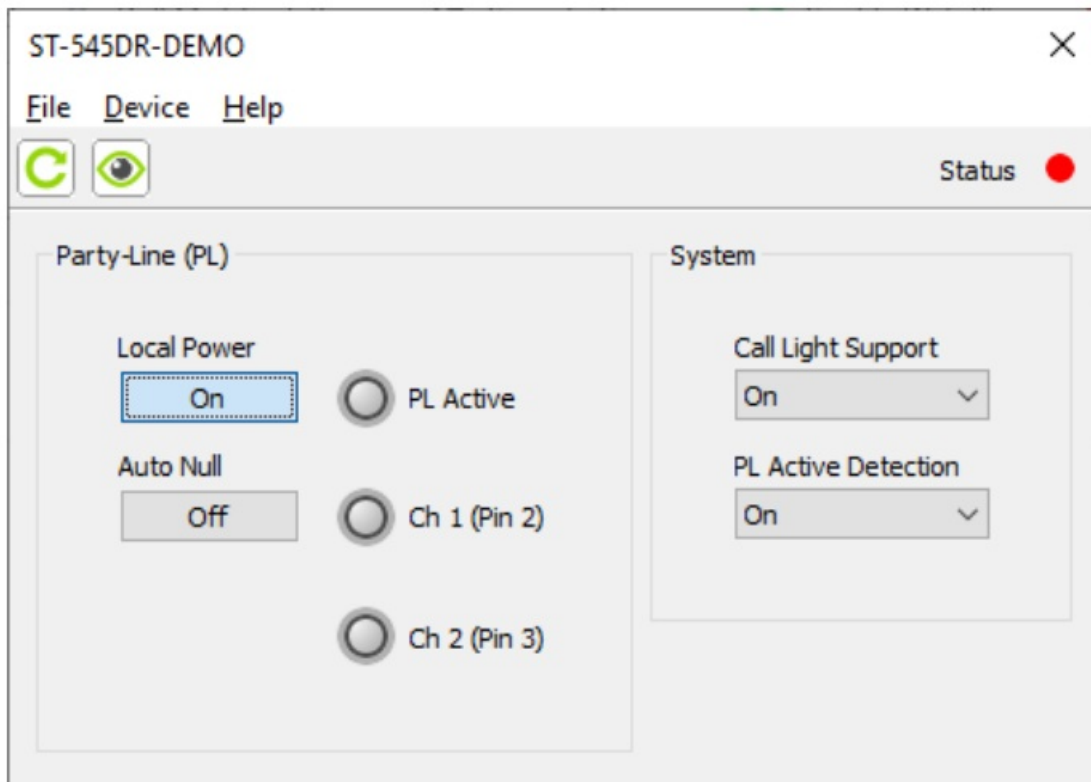 ST-545DR-DEMO
File Device Help
Status
Party-Line (PL)
Local Power
On
PL Active
Auto Null
Off
Ch 1 (Pin 2)
Ch 2 (Pin 3)
System
Call Light Support
On
PL Active Detection
On